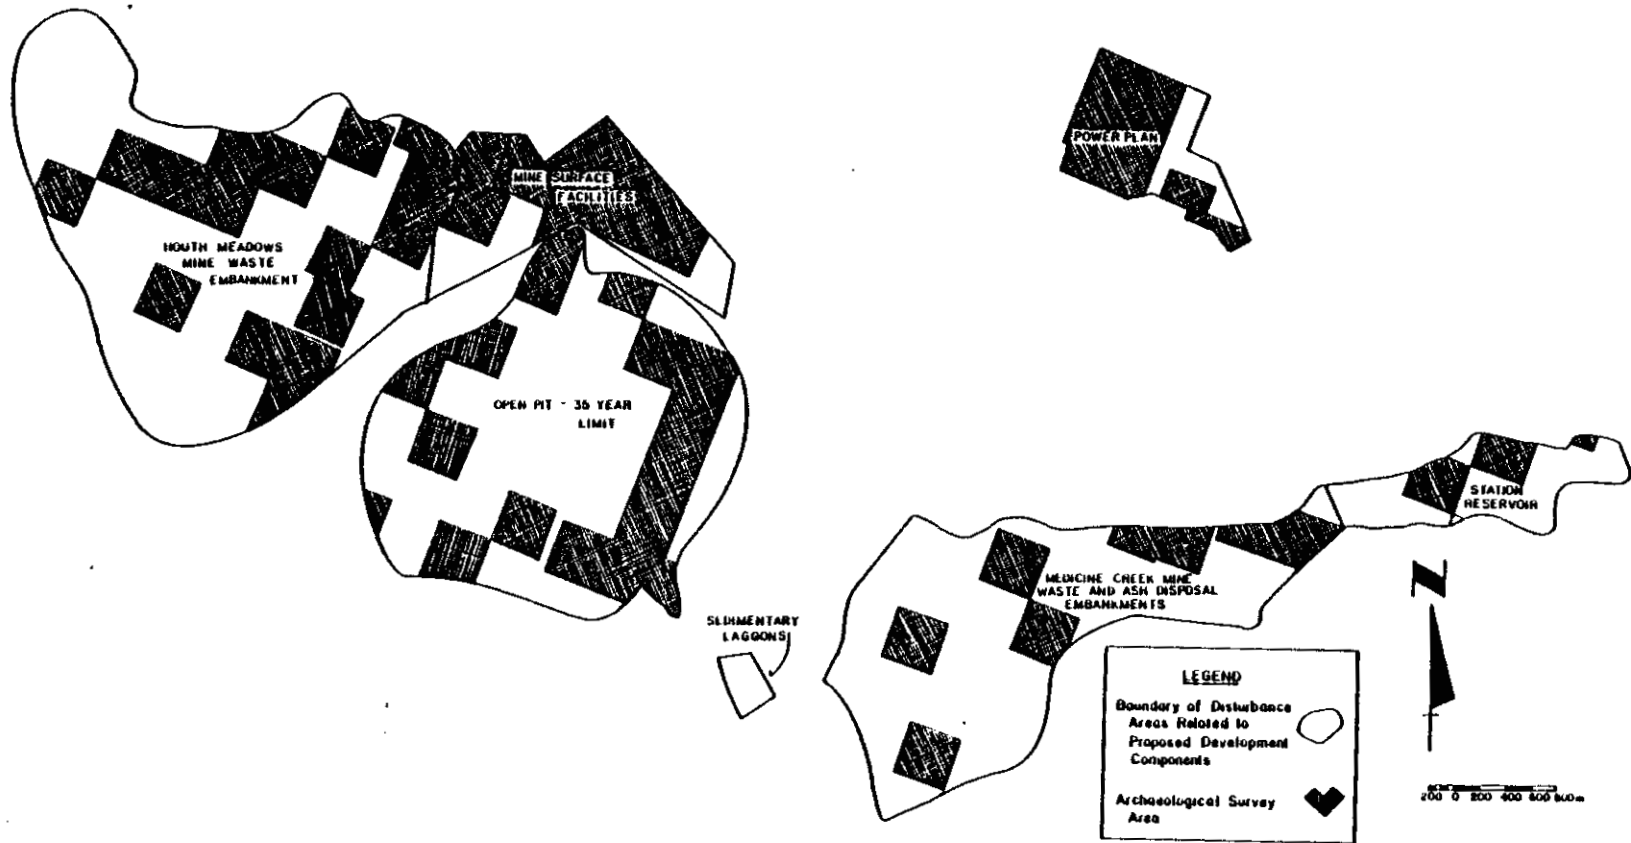 POWER PLAN
MINE SURFACE
FACILITIES
HOUTH MEADOWS
MINE WASTE
EMBANKMENT
OPEN PIT - 35 YEAR
LIMIT
STATION
RESERVOIR
MEDICINE CREEK MINE
WASTE AND ASH DISPOSAL
EMBANKMENTS
SEDIMENTARY
LAGOONS
LEGEND
Boundary of Disturbance
Areas Related to
Proposed Development
Components
Archaeological Survey
Area
N
200 0 200 400 600 800m